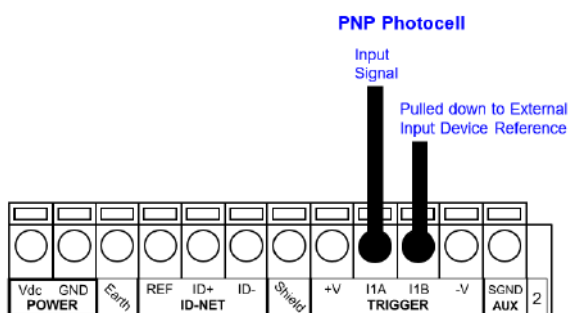 PNP Photocell
Input
Signal
Pulled down to External
Input Device Reference
Vdc GND Earth REF ID+ ID- Shield +V I1A I1B -V SGND 2
POWER ID-NET TRIGGER AUX